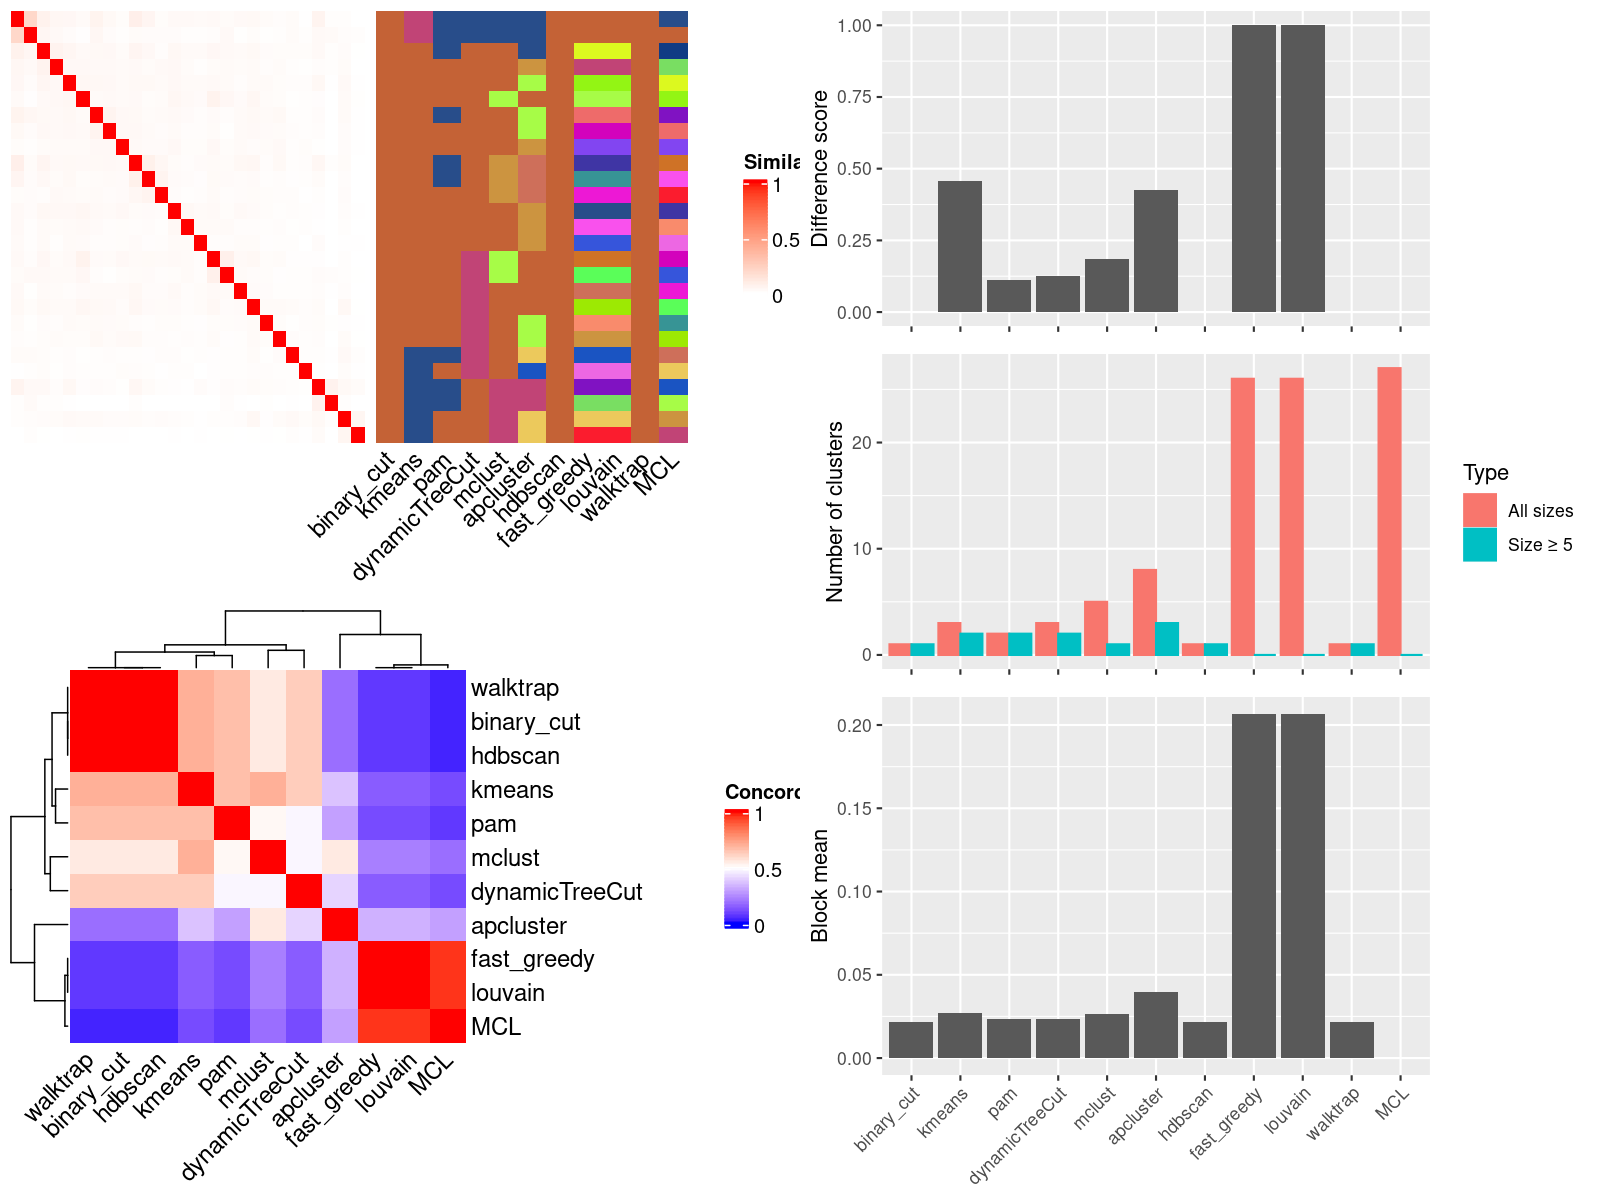 Simila
1
0.5
0
binary_cut
kmeans
pam
dynamicTreeCut
mclust
apcluster
hdbscan
fast_greedy
louvain
walktrap
MCL
Difference score
1.00
0.75
0.50
0.25
0.00
Number of clusters
20
10
0
Type
All sizes
Size ≥ 5
walktrap
binary_cut
hdbscan
kmeans
pam
mclust
dynamicTreeCut
apcluster
fast_greedy
louvain
MCL
walktrap
binary_cut
hdbscan
kmeans
pam
mclust
dynamicTreeCut
apcluster
fast_greedy
louvain
MCL
Concord
1
0.5
0
Block mean
0.20
0.15
0.10
0.05
0.00
binary_cut
kmeans
pam
dynamicTreeCut
mclust
apcluster
hdbscan
fast_greedy
louvain
walktrap
MCL